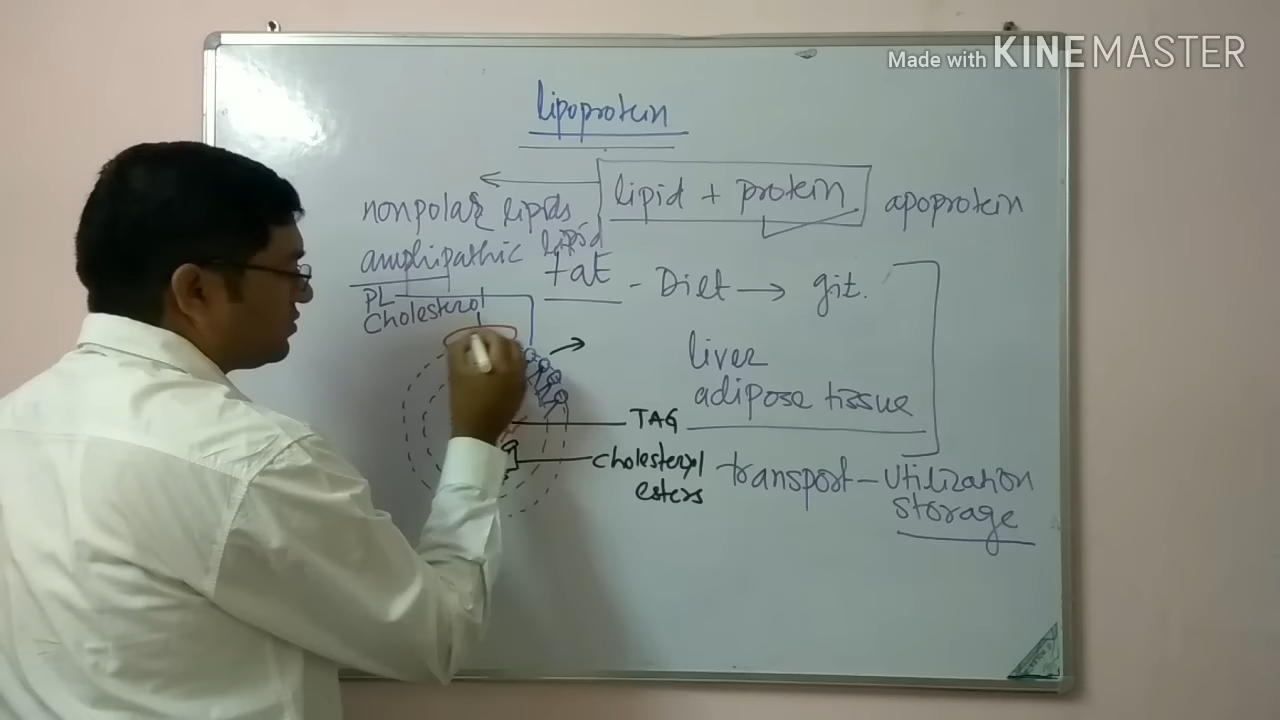 Made with KINEMASTER
lipoprotein
lipid + protein apoprotein
nonpolar lipids
amphipathic lipid
PL
Cholesterol
fat - Diet → git.
liver
adipose tissue
TAG
cholesteryl
esters
transport - utilization
storage